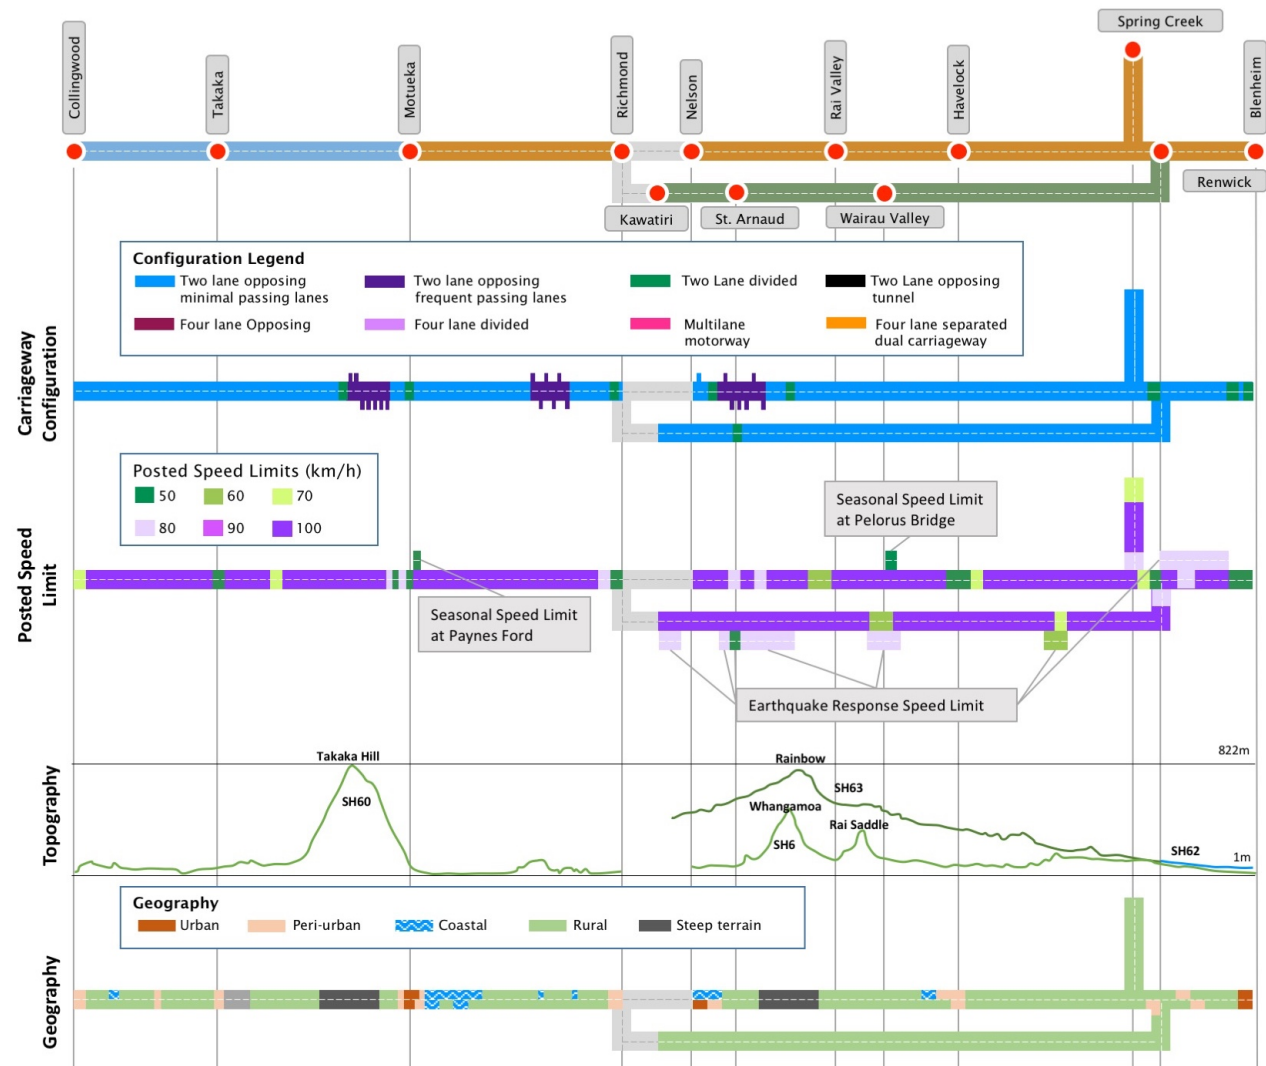 Spring Creek
Collingwood
Takaka
Motueka
Richmond
Nelson
Rai Valley
Havelock
Blenheim
Renwick
Kawatiri
St. Arnaud
Wairau Valley
Configuration Legend
Two lane opposing
minimal passing lanes
Two lane opposing
frequent passing lanes
Two Lane divided
Two Lane opposing
tunnel
Four lane Opposing
Four lane divided
Multilane
motorway
Four lane separated
dual carriageway
Carriageway
Configuration
Posted Speed Limits (km/h)
50
60
70
80
90
100
Seasonal Speed Limit
at Pelorus Bridge
Posted Speed
Limit
Seasonal Speed Limit
at Paynes Ford
Earthquake Response Speed Limit
Topography
822m
Takaka Hill
SH60
Rainbow
SH63
Whangamoa
Rai Saddle
SH6
SH62
1m
Geography
Urban
Peri-urban
Coastal
Rural
Steep terrain
Geography